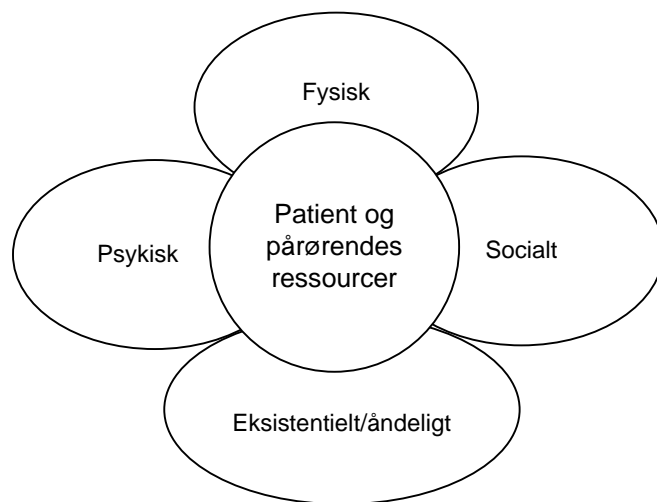 Fysisk
Patient og
pårørendes
ressourcer
Psykisk
Socialt
Eksistentielt/åndeligt